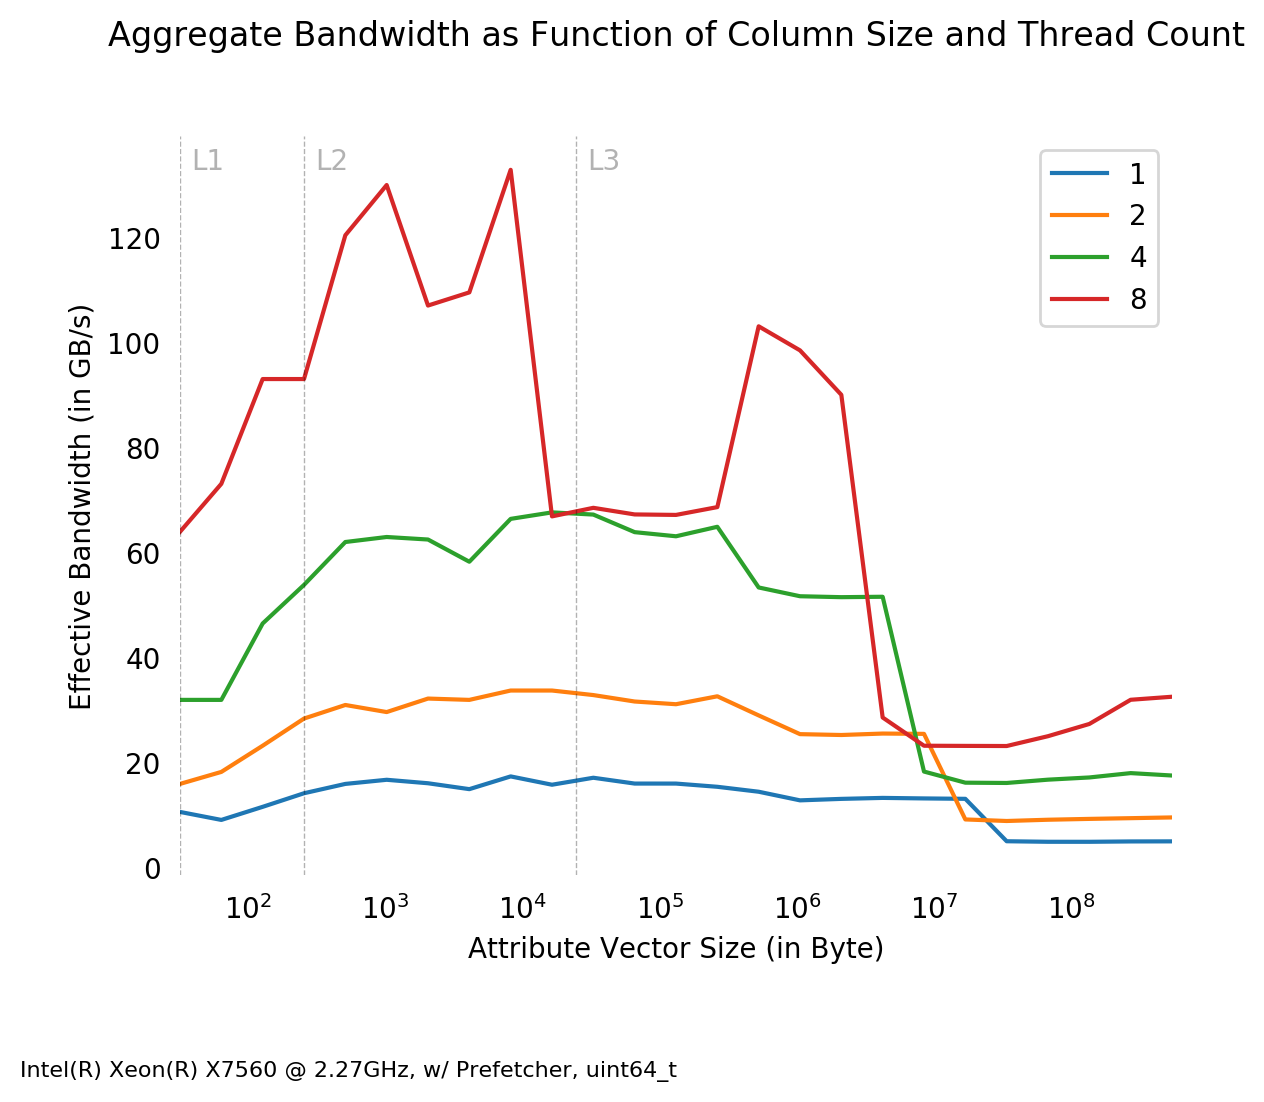 Aggregate Bandwidth as Function of Column Size and Thread Count
L1 L2 L3
1
2
4
8
120
100
80
60
40
20
0
Effective Bandwidth (in GB/s)
10² 10³ 10⁴ 10⁵ 10⁶ 10⁷ 10⁸
Attribute Vector Size (in Byte)
Intel(R) Xeon(R) X7560 @ 2.27GHz, w/ Prefetcher, uint64_t